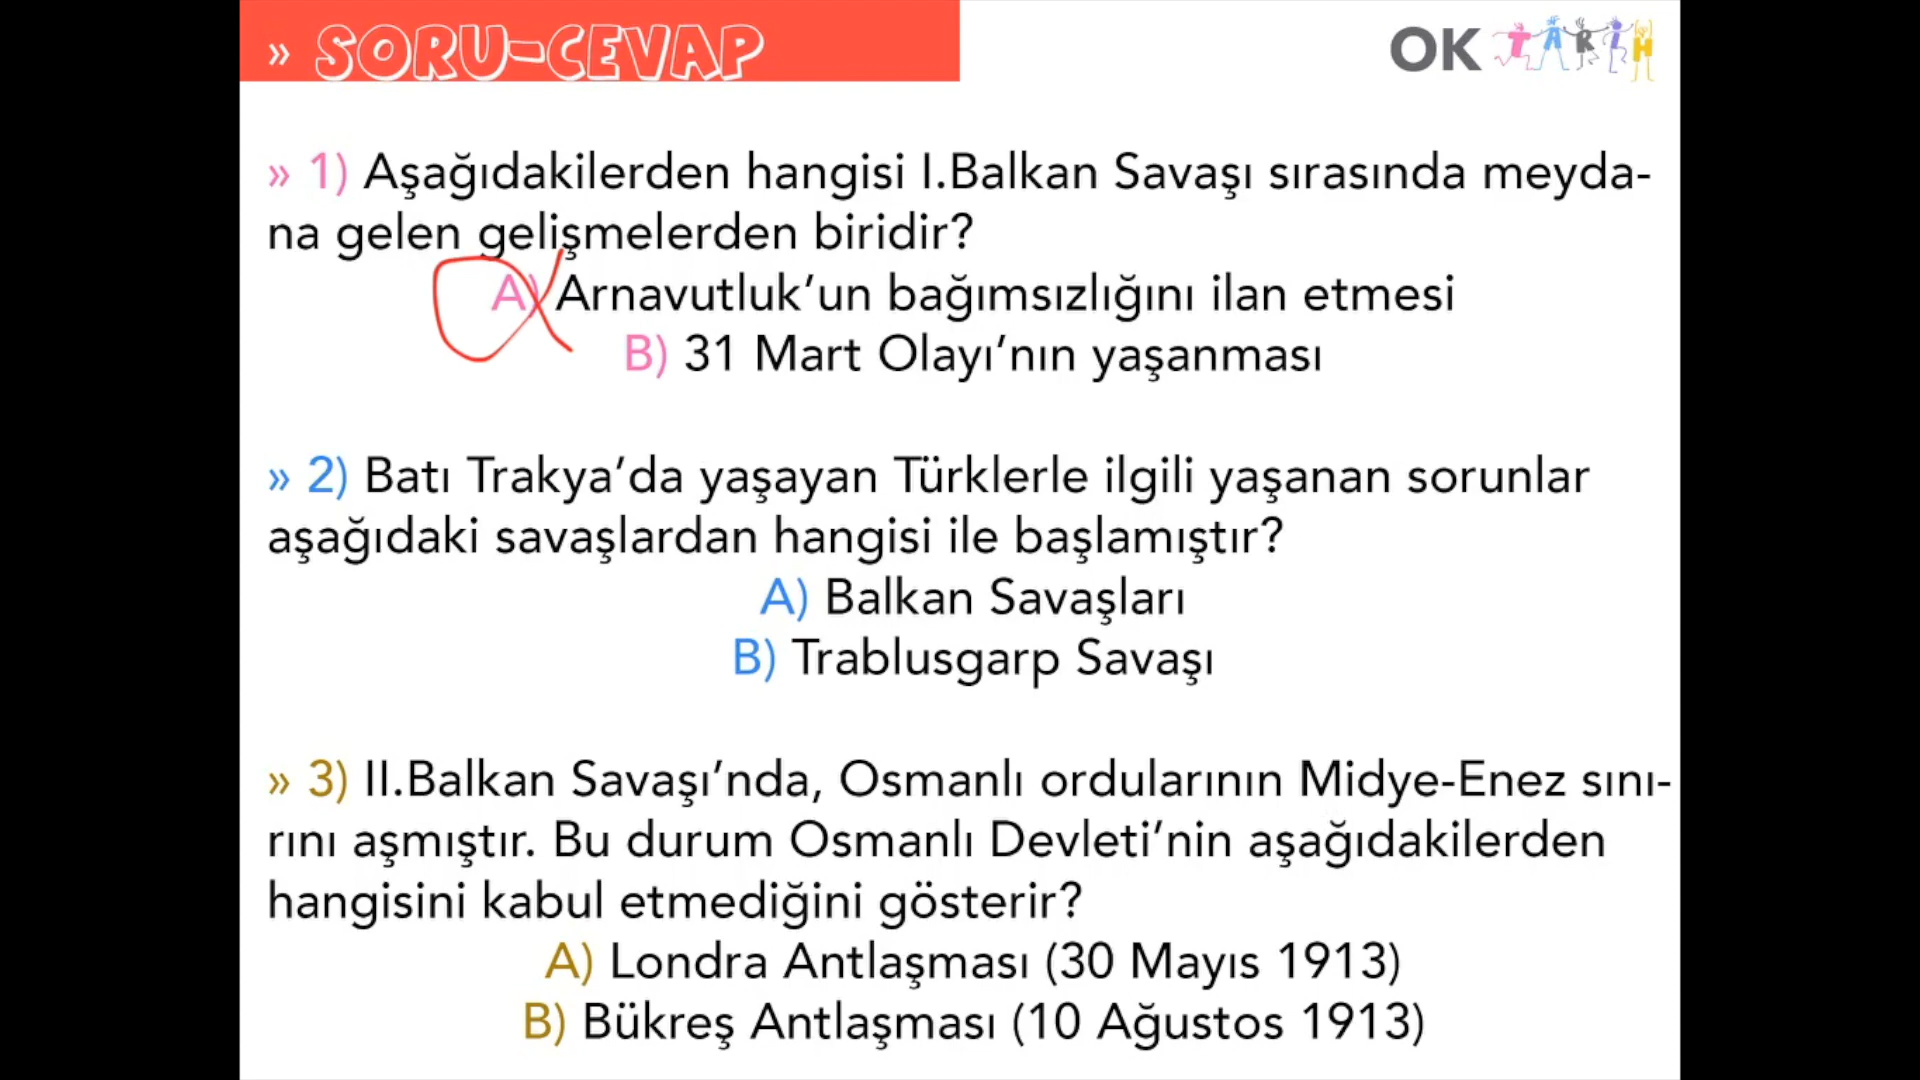 » SORU-CEVAP
OK TARİH
» 1) Aşağıdakilerden hangisi I.Balkan Savaşı sırasında meyda-
na gelen gelişmelerden biridir?
A) Arnavutluk’un bağımsızlığını ilan etmesi
B) 31 Mart Olayı’nın yaşanması
» 2) Batı Trakya’da yaşayan Türklerle ilgili yaşanan sorunlar
aşağıdaki savaşlardan hangisi ile başlamıştır?
A) Balkan Savaşları
B) Trablusgarp Savaşı
» 3) II.Balkan Savaşı’nda, Osmanlı ordularının Midye-Enez sını-
rını aşmıştır. Bu durum Osmanlı Devleti’nin aşağıdakilerden
hangisini kabul etmediğini gösterir?
A) Londra Antlaşması (30 Mayıs 1913)
B) Bükreş Antlaşması (10 Ağustos 1913)